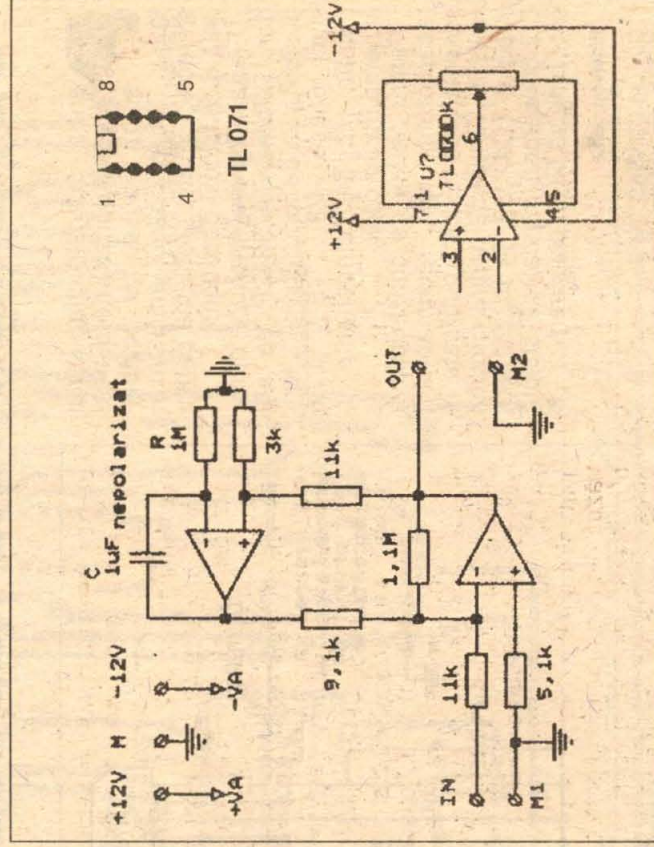 +12V
M
-12V
+VA
-VA
C
1uF nepolarizat
R
1M
3k
9,1k
11k
1,1M
IN
11k
M1
5,1k
-
+
-
+
OUT
M2
1
8
4
5
TL 071
+12V
-12V
7
1
U?
6
3
+
2
-
4
5